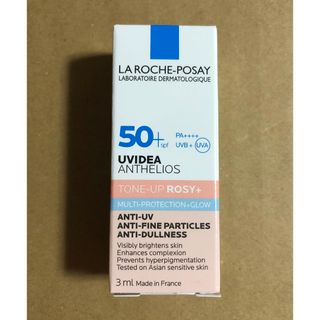 LA ROCHE-POSAY
LABORATOIRE DERMATOLOGIQUE
50+ spf
PA++++
UVB + UVA
UVIDEA
ANTHELIOS
TONE-UP ROSY+
MULTI-PROTECTION+GLOW
ANTI-UV
ANTI-FINE PARTICLES
ANTI-DULLNESS
Visibly brightens skin
Enhances complexion
Prevents hyperpigmentation
Tested on Asian sensitive skin
3 ml Made in France